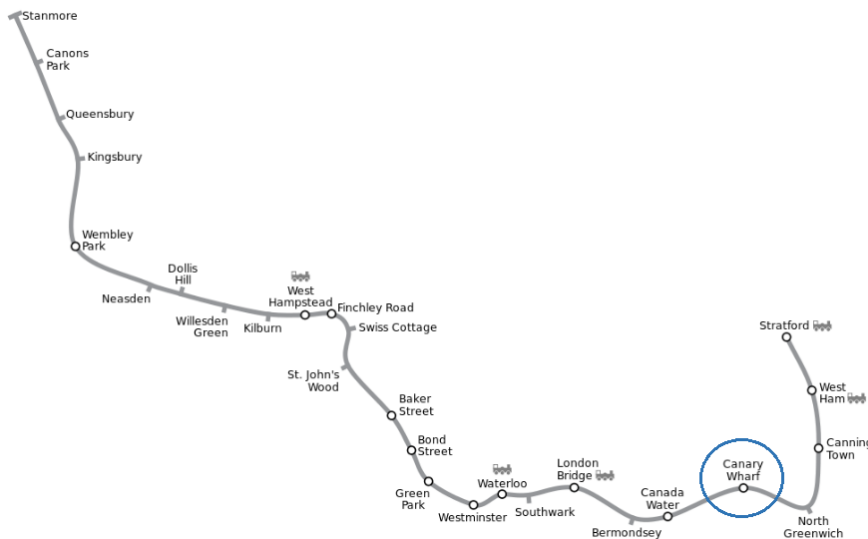 Stanmore
Canons
Park
Queensbury
Kingsbury
Wembley
Park
Neasden
Dollis
Hill
Willesden
Green
Kilburn
West
Hampstead
Finchley Road
Swiss Cottage
St. John's
Wood
Baker
Street
Bond
Street
Green
Park
Westminster
Waterloo
Southwark
London
Bridge
Bermondsey
Canada
Water
Canary
Wharf
North
Greenwich
Canning
Town
West
Ham
Stratford